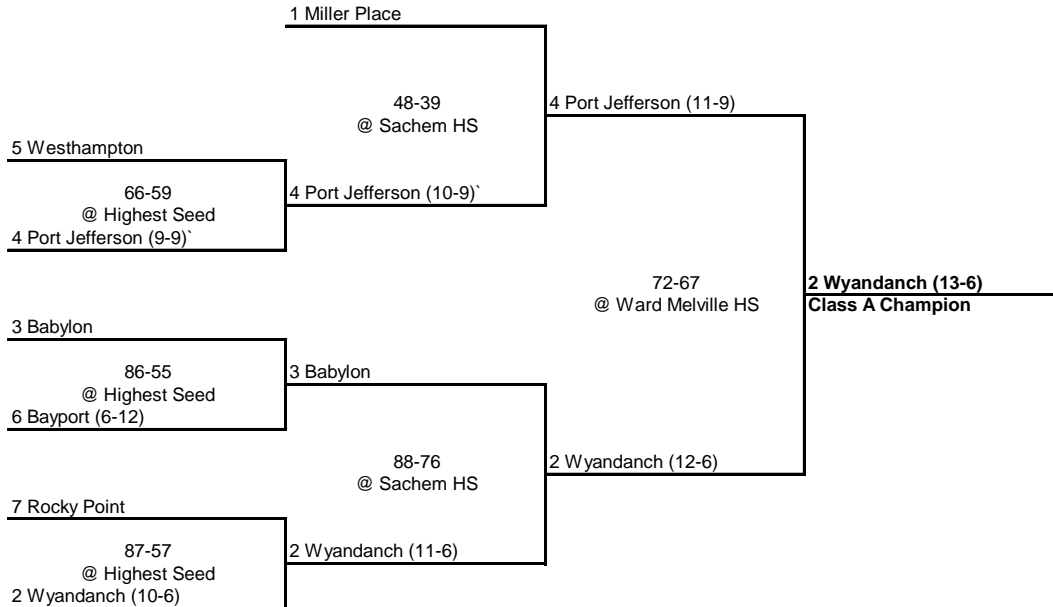 1 Miller Place
48-39
@ Sachem HS
4 Port Jefferson (11-9)
5 Westhampton
66-59
@ Highest Seed
4 Port Jefferson (10-9)`
4 Port Jefferson (9-9)`
72-67
@ Ward Melville HS
2 Wyandanch (13-6)
Class A Champion
3 Babylon
86-55
@ Highest Seed
3 Babylon
6 Bayport (6-12)
88-76
@ Sachem HS
2 Wyandanch (12-6)
7 Rocky Point
87-57
@ Highest Seed
2 Wyandanch (11-6)
2 Wyandanch (10-6)